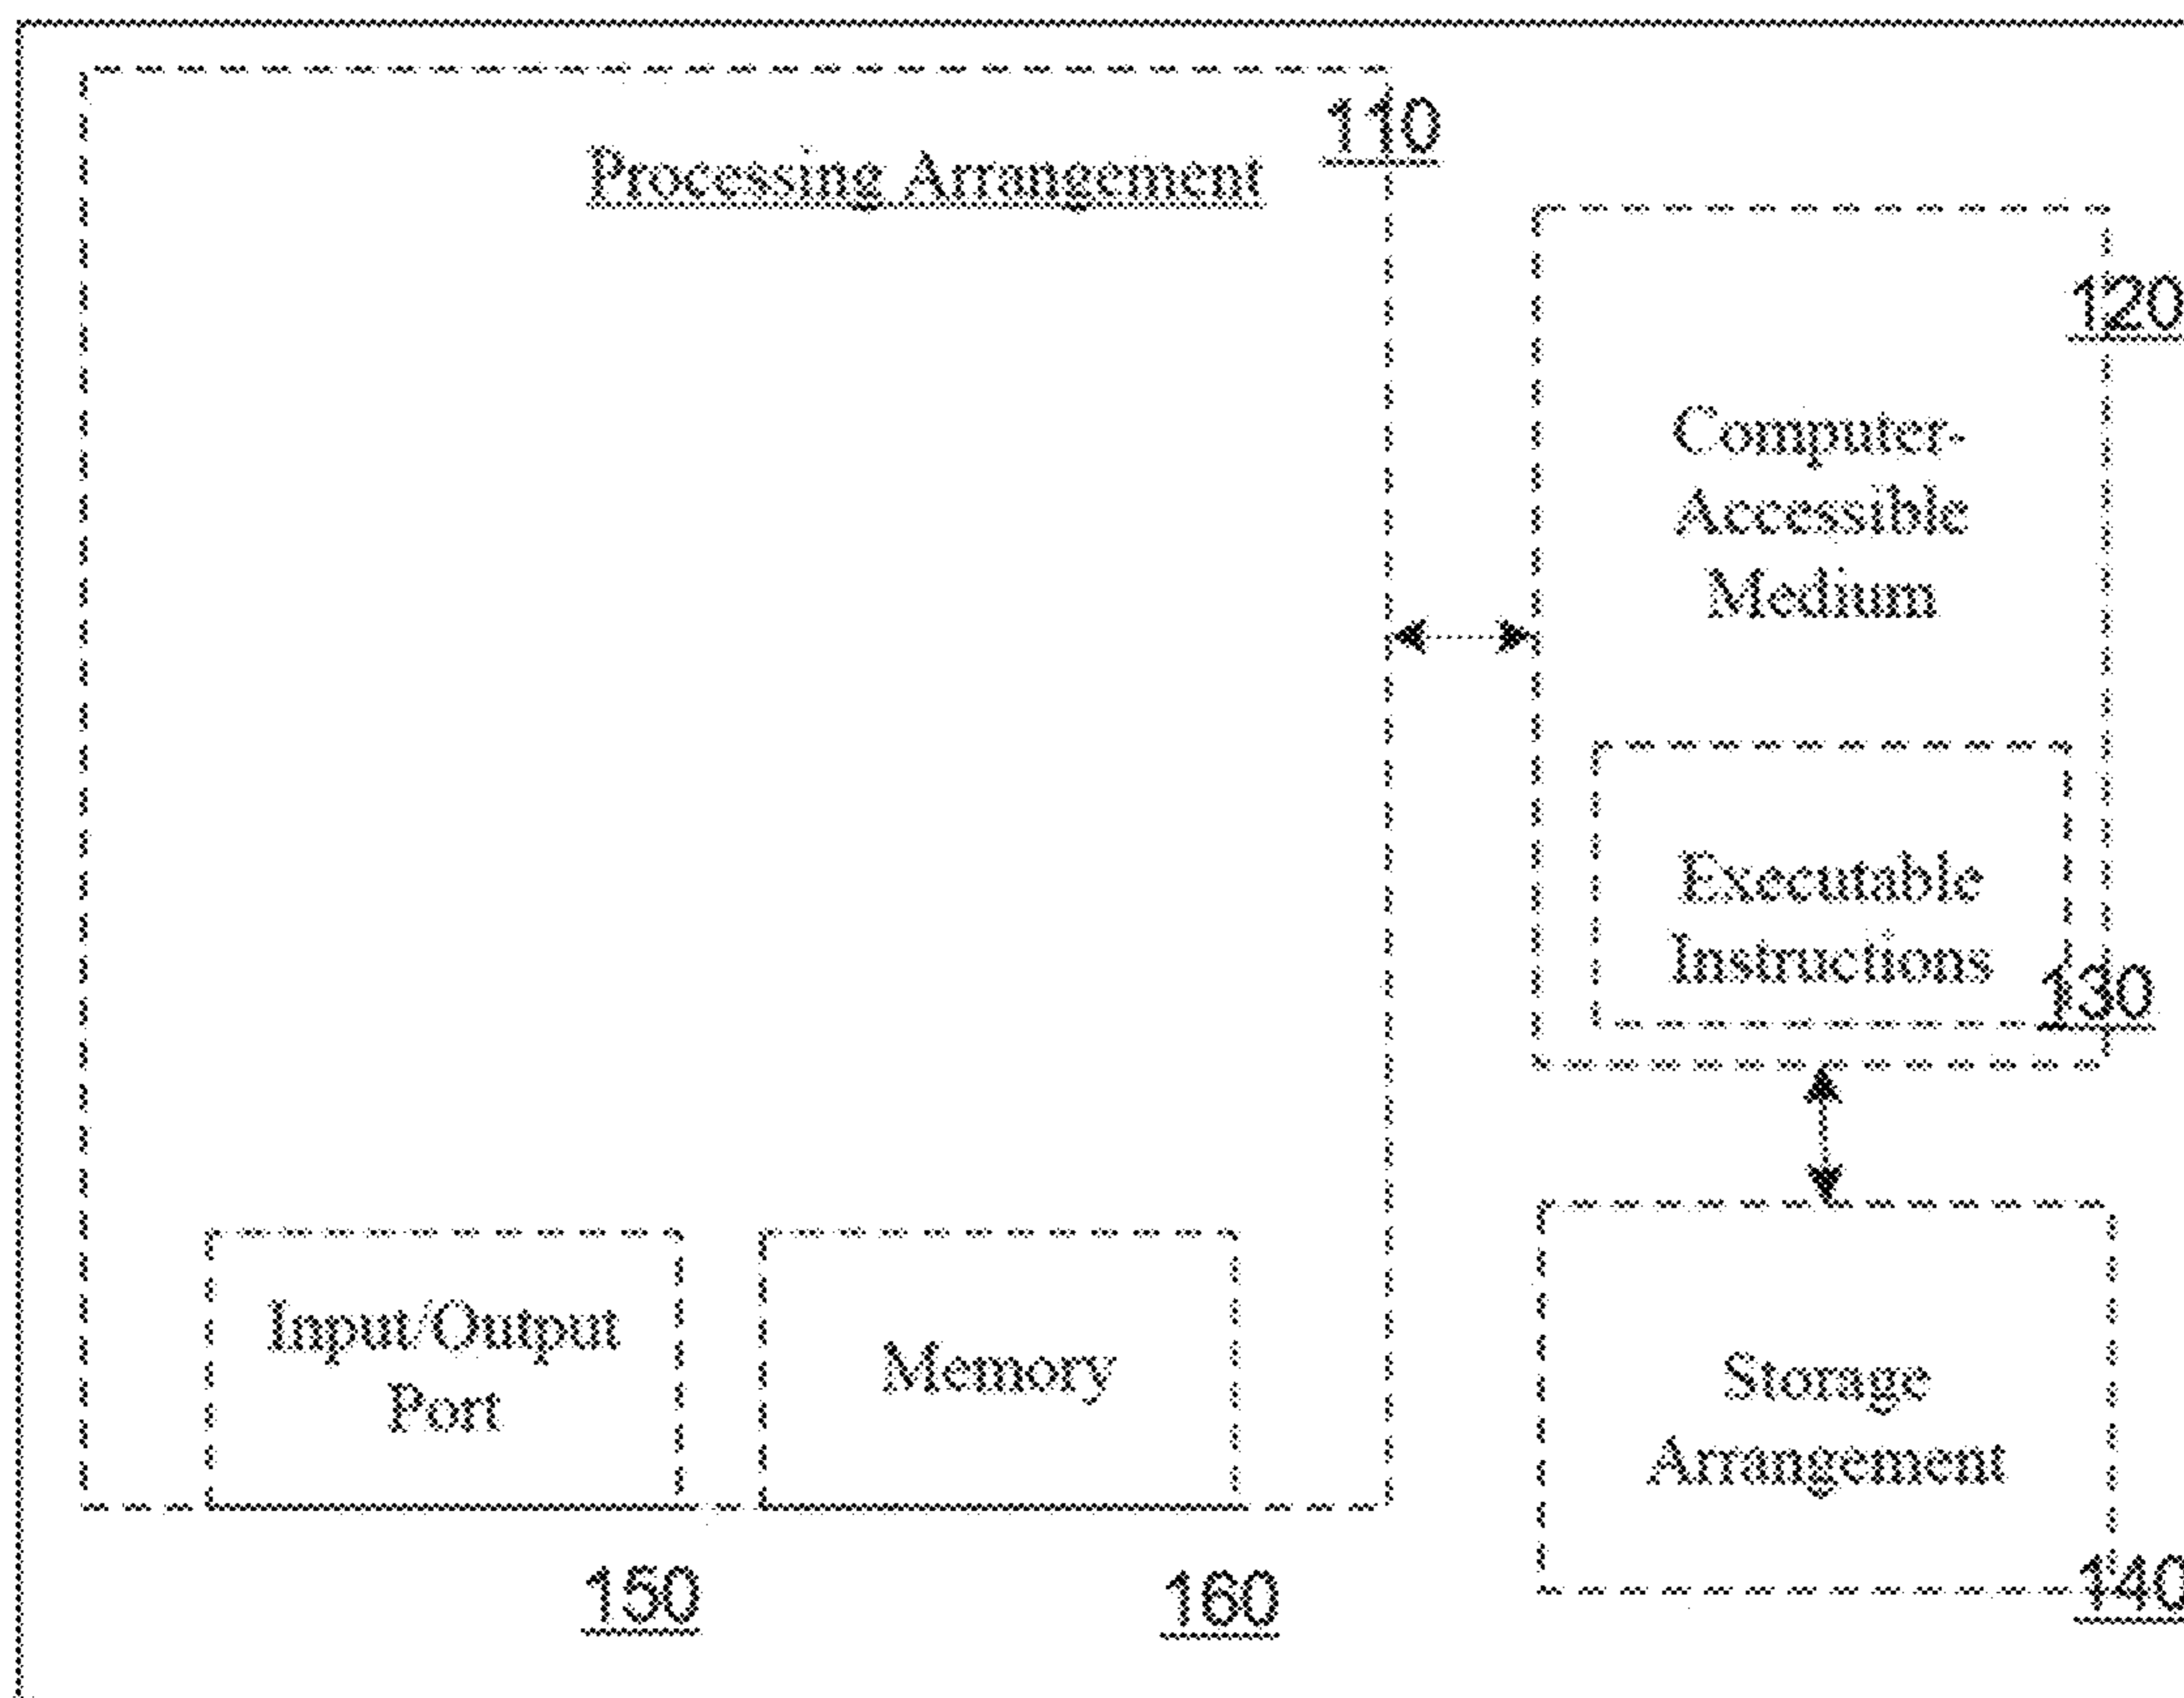 110
Processing Arrangement
120
Computer-
Accessible
Medium
Executable
Instructions
130
Input/Output
Port
Memory
Storage
Arrangement
150
160
140